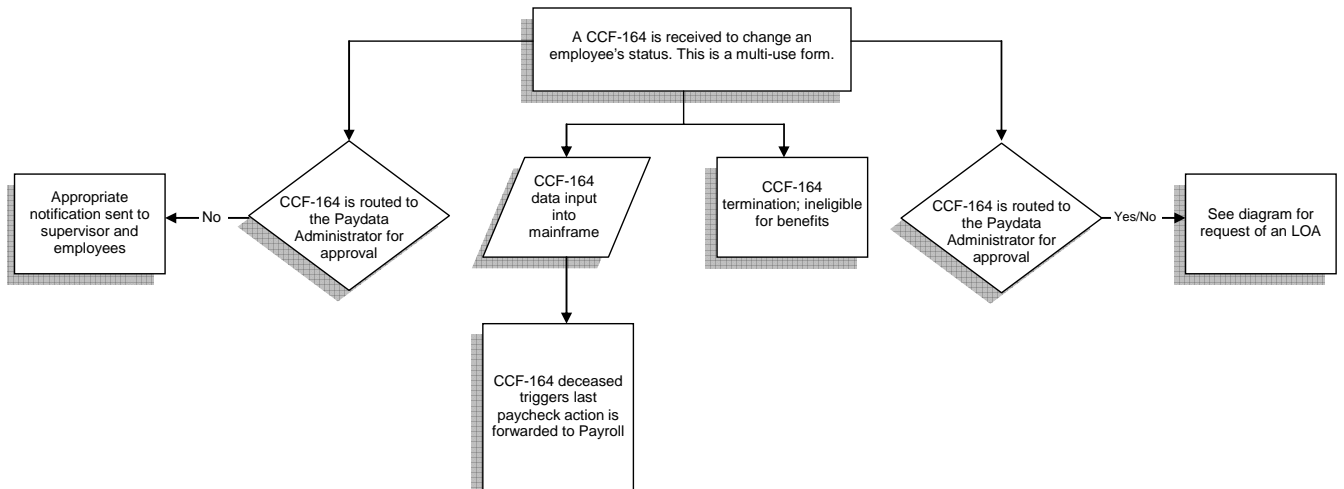 A CCF-164 is received to change an
employee’s status. This is a multi-use form.
Appropriate
notification sent to
supervisor and
employees
No
CCF-164 is routed to
the Paydata
Administrator for
approval
CCF-164
data input
into
mainframe
CCF-164
termination; ineligible
for benefits
CCF-164 is routed to
the Paydata
Administrator for
approval
Yes/No
See diagram for
request of an LOA
CCF-164 deceased
triggers last
paycheck action is
forwarded to Payroll